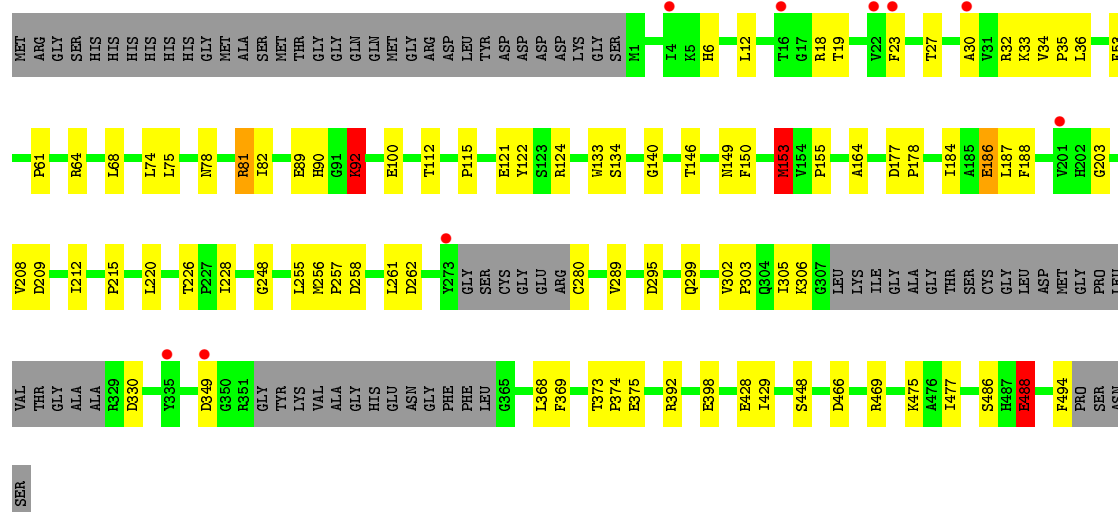 MET ARG GLY SER HIS HIS HIS HIS HIS HIS GLY MET ALA SER MET THR GLY GLY GLN GLN MET GLY ARG ASP LEU TYR ASP ASP ASP ASP LYS GLY SER M1 I4 K5 H6 L12 T16 G17 R18 T19 V22 F23 T27 A30 V31 R32 K33 V34 P35 L36
P61 R64 L68 L74 L75 N78 R81 I82 E89 H90 G91 K92 E100 T112 P115 E121 Y122 S123 R124 W133 S134 G140 T146 N149 F150 M153 V154 P155 A164 D177 P178 I184 A185 E186 L187 F188 V201 H202 G203
V208 D209 I212 P215 L220 T226 P227 I228 G248 L255 M256 P257 D258 L261 D262 Y273 GLY SER CYS GLY GLU ARG C280 V289 D295 Q299 V302 P303 Q304 I305 K306 G307 LEU LYS ILE GLY ALA GLY THR SER CYS GLY LEU ASP MET GLY PRO LEU
VAL THR GLY ALA ALA R329 D330 Y335 D349 G350 R351 GLY TYR LYS VAL ALA GLY HIS GLU ASN GLY PHE PHE LEU G365 L368 F369 T373 P374 E375 R392 E398 E428 I429 S448 D466 R469 K475 A476 I477 S486 H487 E488 F494 PRO SER ASN
SER